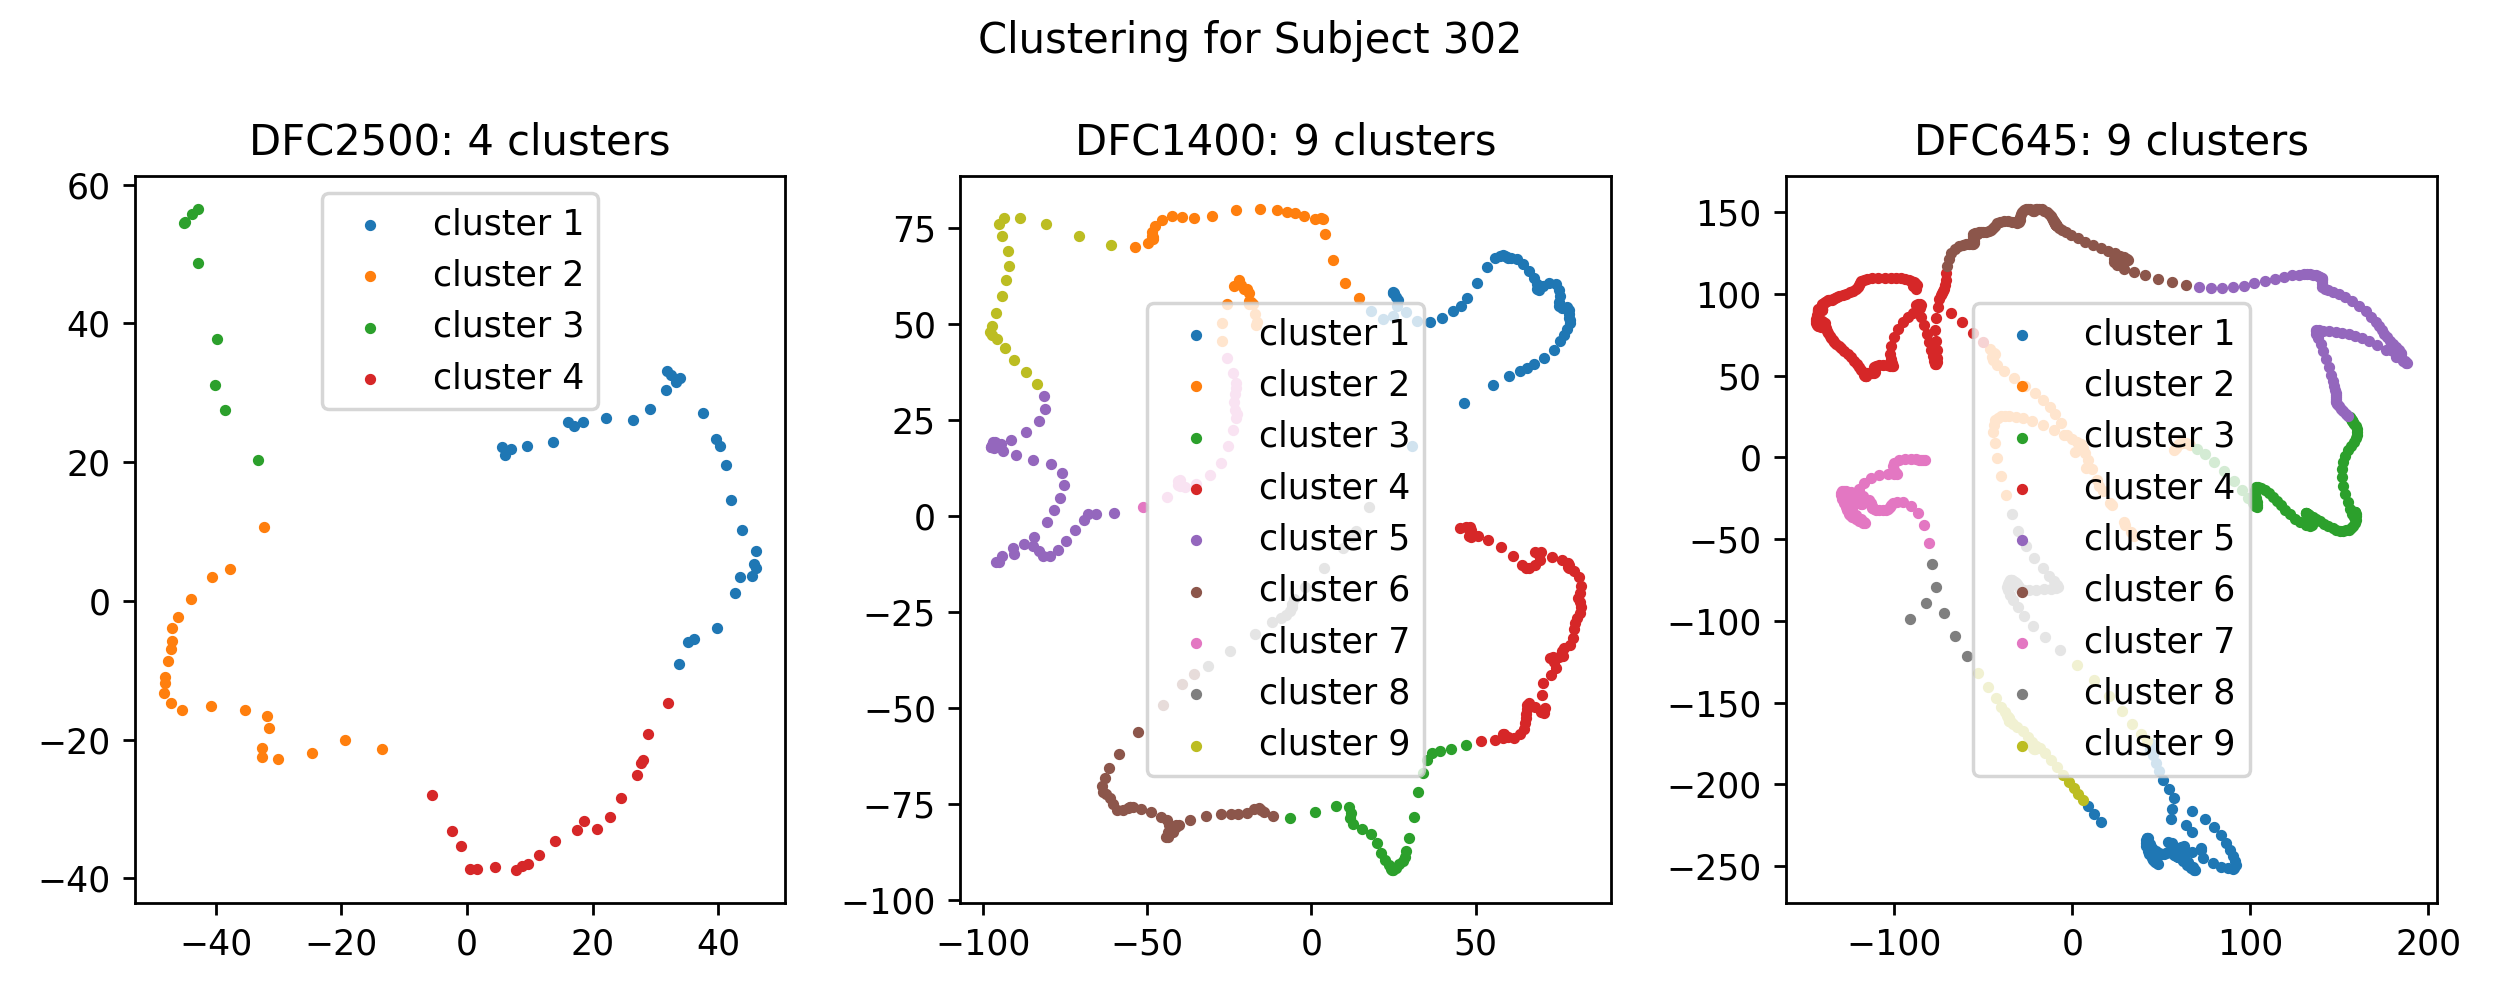 Clustering for Subject 302
DFC2500: 4 clusters
60
40
20
0
−20
−40
−40
−20
0
20
40
cluster 1
cluster 2
cluster 3
cluster 4
DFC1400: 9 clusters
75
50
25
0
−25
−50
−75
−100
−100
−50
0
50
cluster 1
cluster 2
cluster 3
cluster 4
cluster 5
cluster 6
cluster 7
cluster 8
cluster 9
DFC645: 9 clusters
150
100
50
0
−50
−100
−150
−200
−250
−100
0
100
200
cluster 1
cluster 2
cluster 3
cluster 4
cluster 5
cluster 6
cluster 7
cluster 8
cluster 9